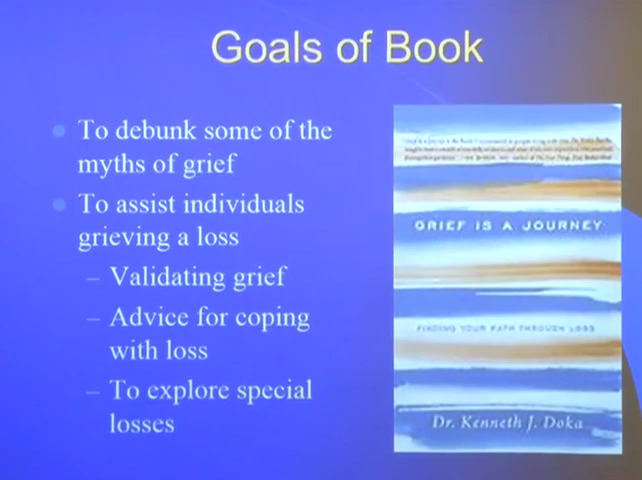 Goals of Book
To debunk some of the
myths of grief
To assist individuals
grieving a loss
– Validating grief
– Advice for coping
with loss
– To explore special
losses
GRIEF IS A JOURNEY
FINDING YOUR PATH THROUGH LOSS
Dr. Kenneth J. Doka